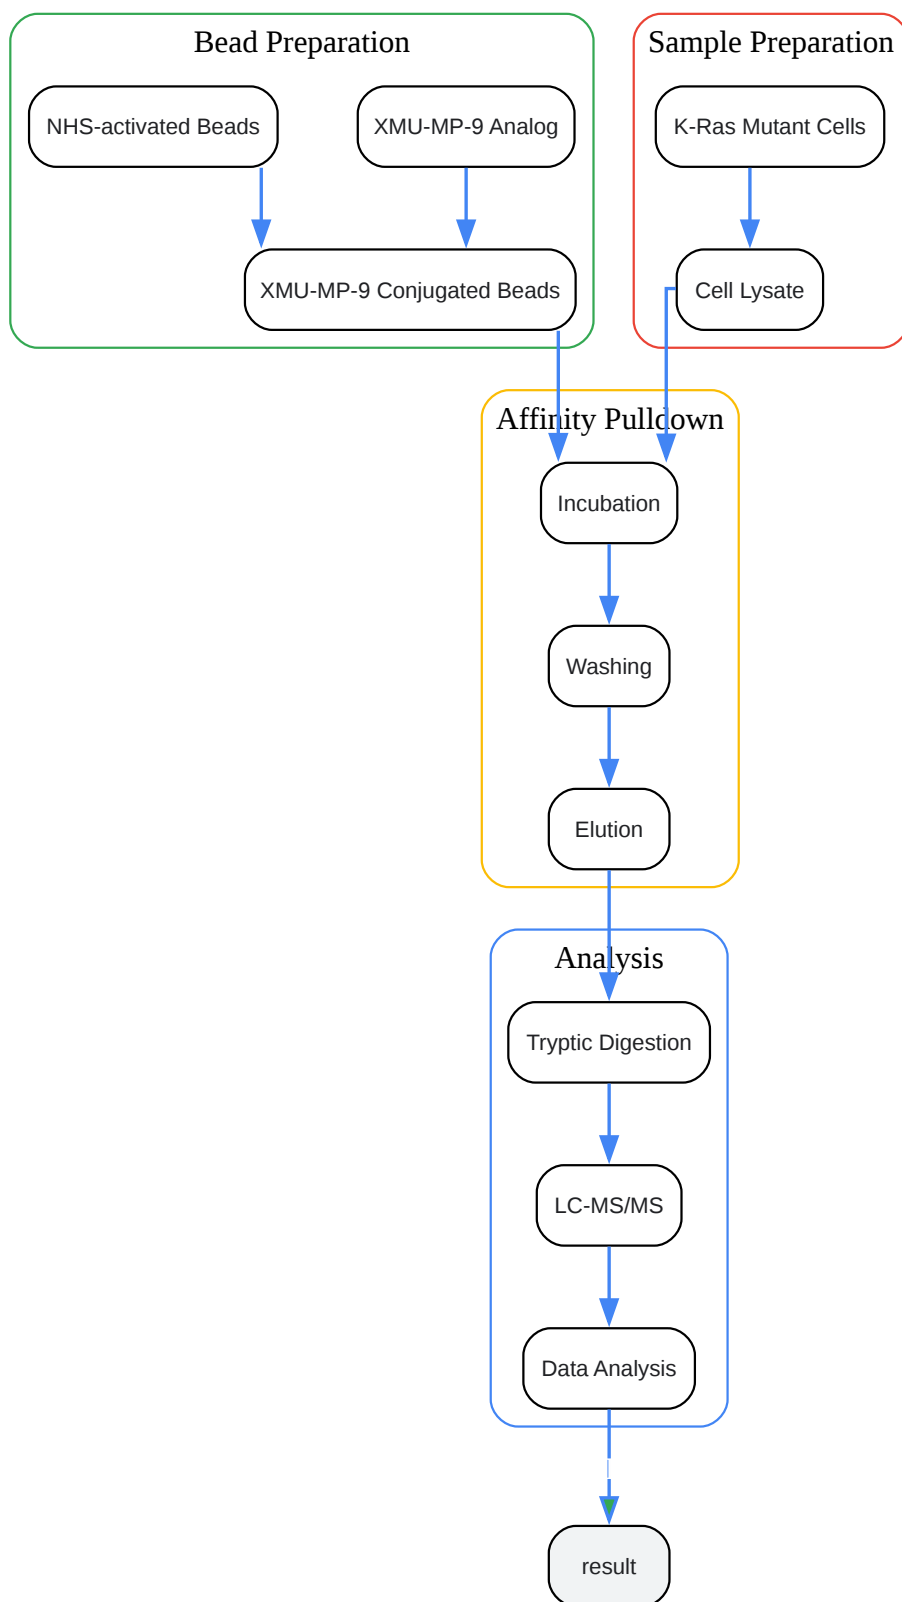 Bead Preparation
Sample Preparation
NHS-activated Beads
XMU-MP-9 Analog
K-Ras Mutant Cells
XMU-MP-9 Conjugated Beads
Cell Lysate
Affinity Pulldown
Incubation
Washing
Elution
Analysis
Tryptic Digestion
LC-MS/MS
Data Analysis
result